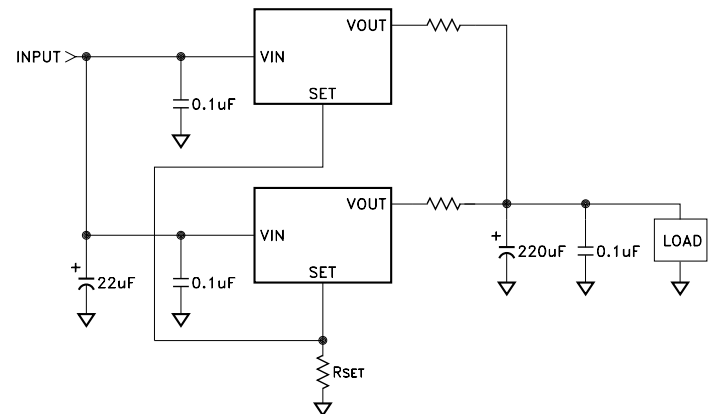 VOUT
INPUT
VIN
SET
0.1uF
VOUT
VIN
SET
+
22uF
0.1uF
+
220uF
0.1uF
LOAD
RSET